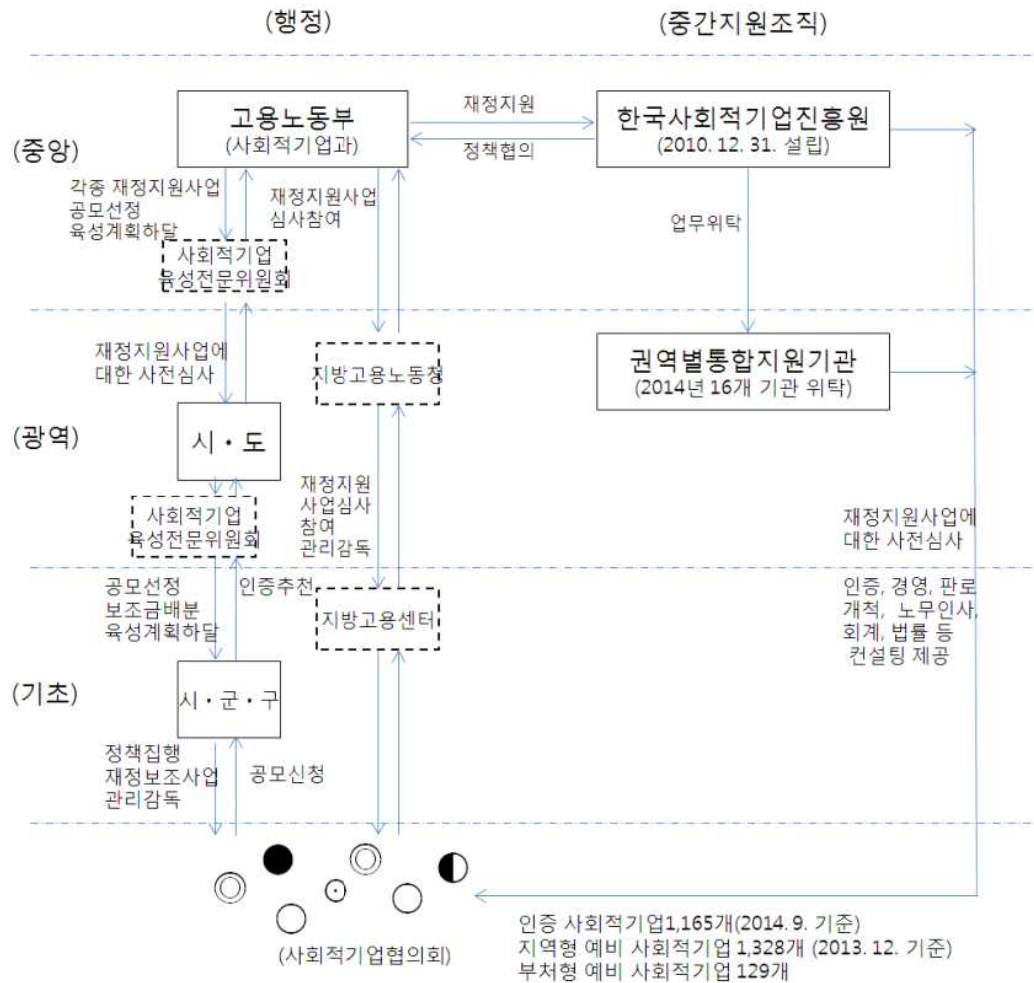 (행정)
(중간지원조직)
(중앙)
고용노동부
(사회적기업과)
재정지원
정책협의
한국사회적기업진흥원
(2010. 12. 31. 설립)
각종 재정지원사업
공모선정
육성계획하달
재정지원사업
심사참여
업무위탁
사회적기업
육성전문위원회
재정지원사업에
대한 사전심사
지방고용노동청
권역별통합지원기관
(2014년 16개 기관 위탁)
(광역)
시・도
사회적기업
육성전문위원회
재정지원
사업심사
참여
관리감독
재정지원사업에
대한 사전심사
공모선정
보조금배분
육성계획하달
인증추천
지방고용센터
인증, 경영, 판로
개척, 노무인사,
회계, 법률 등
컨설팅 제공
(기초)
시・군・구
정책집행
재정보조사업
관리감독
공모신청
(사회적기업협의회)
인증 사회적기업1,165개(2014. 9. 기준)
지역형 예비 사회적기업 1,328개 (2013. 12. 기준)
부처형 예비 사회적기업 129개